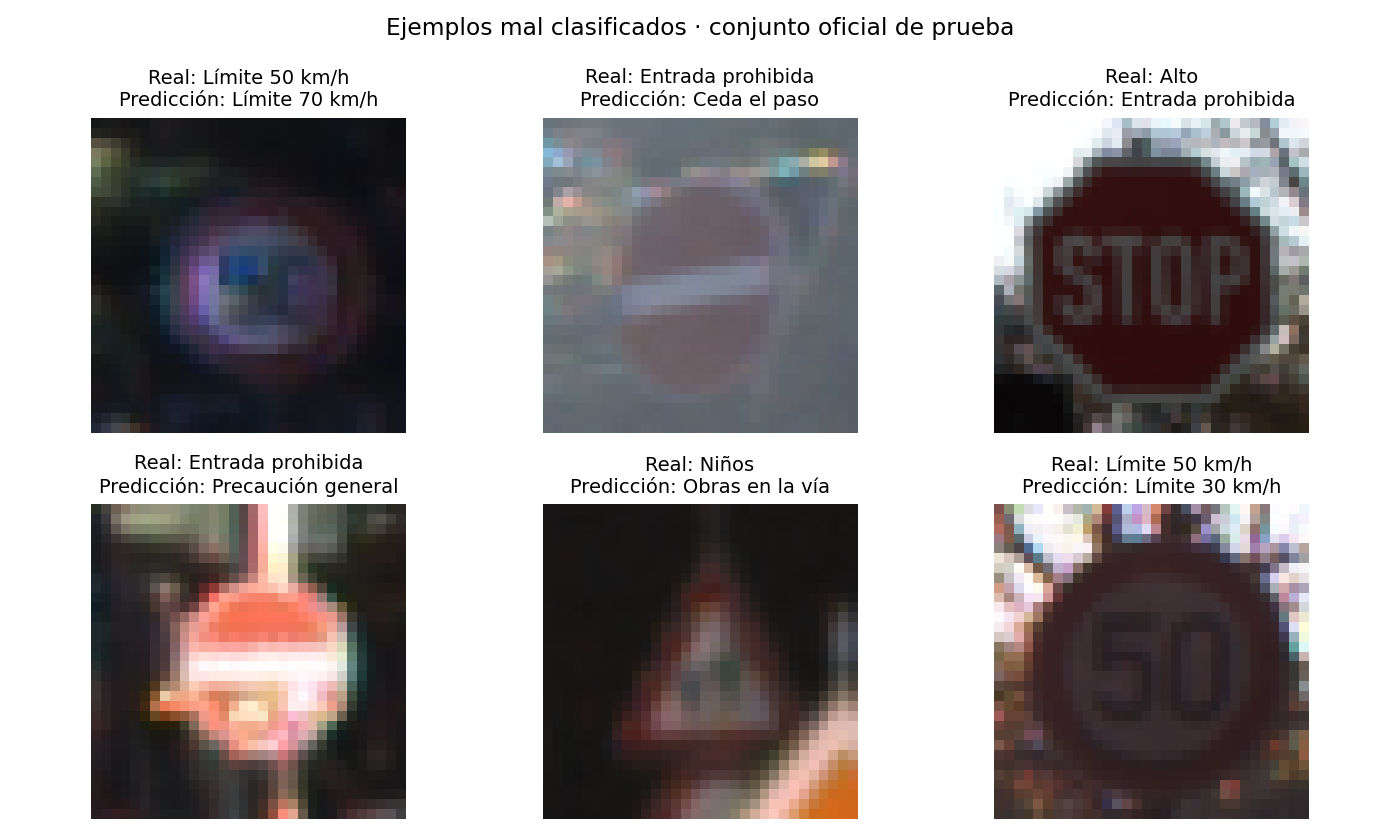 Ejemplos mal clasificados · conjunto oficial de prueba
Real: Límite 50 km/h
Predicción: Límite 70 km/h
Real: Entrada prohibida
Predicción: Ceda el paso
Real: Alto
Predicción: Entrada prohibida
STOP
Real: Entrada prohibida
Predicción: Precaución general
Real: Niños
Predicción: Obras en la vía
Real: Límite 50 km/h
Predicción: Límite 30 km/h
50